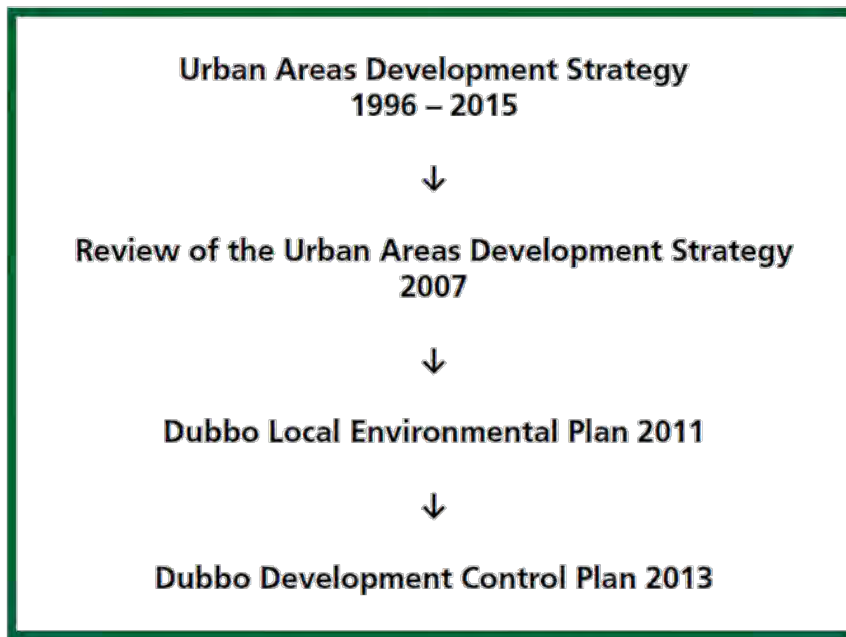 Urban Areas Development Strategy
1996 – 2015
↓
Review of the Urban Areas Development Strategy
2007
↓
Dubbo Local Environmental Plan 2011
↓
Dubbo Development Control Plan 2013